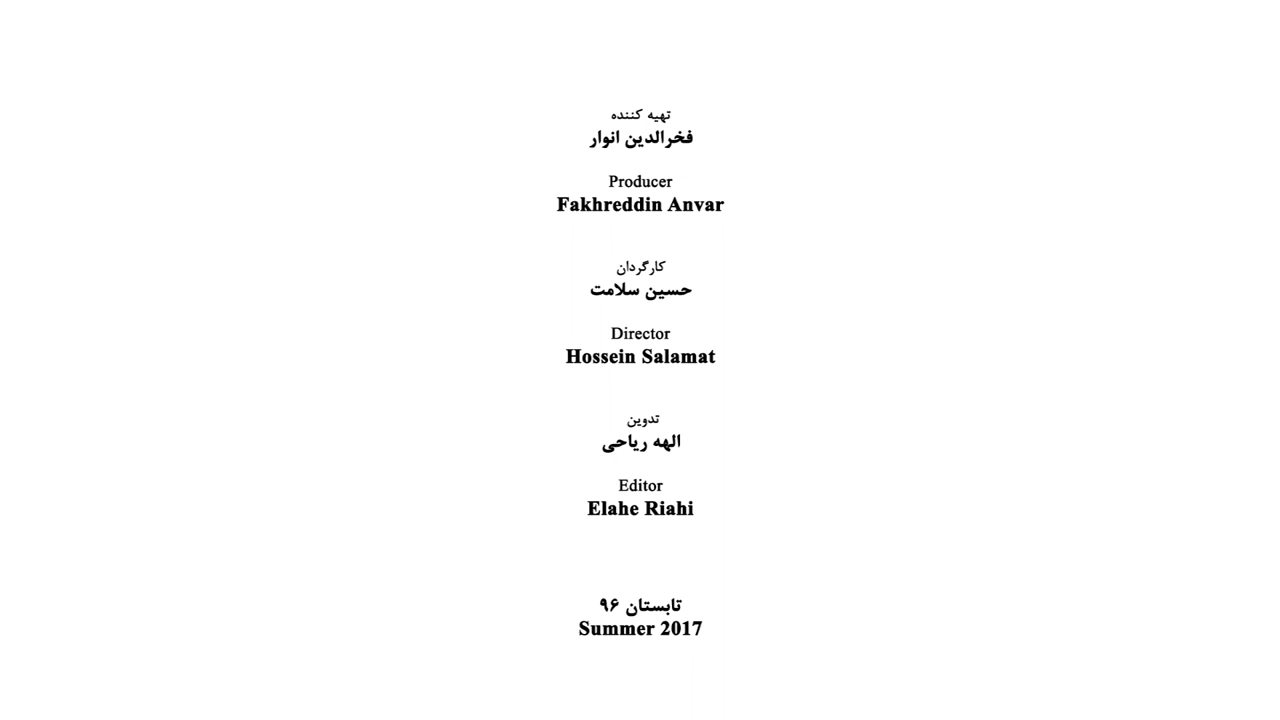 تهیه کننده
فخرالدین انوار
Producer
Fakhreddin Anvar
کارگردان
حسین سلامت
Director
Hossein Salamat
تدوین
الهه ریاحی
Editor
Elahe Riahi
تابستان ۹۶
Summer 2017